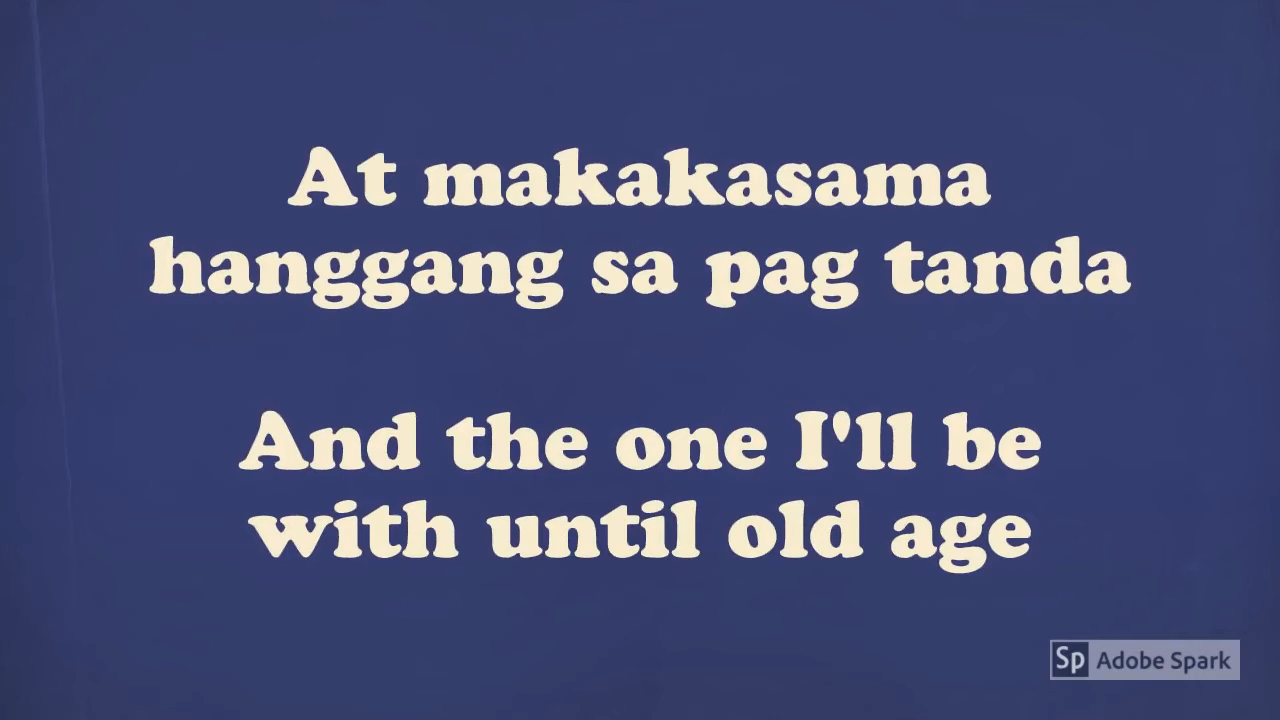 At makakasama
hanggang sa pag tanda
And the one I'll be
with until old age
Sp Adobe Spark